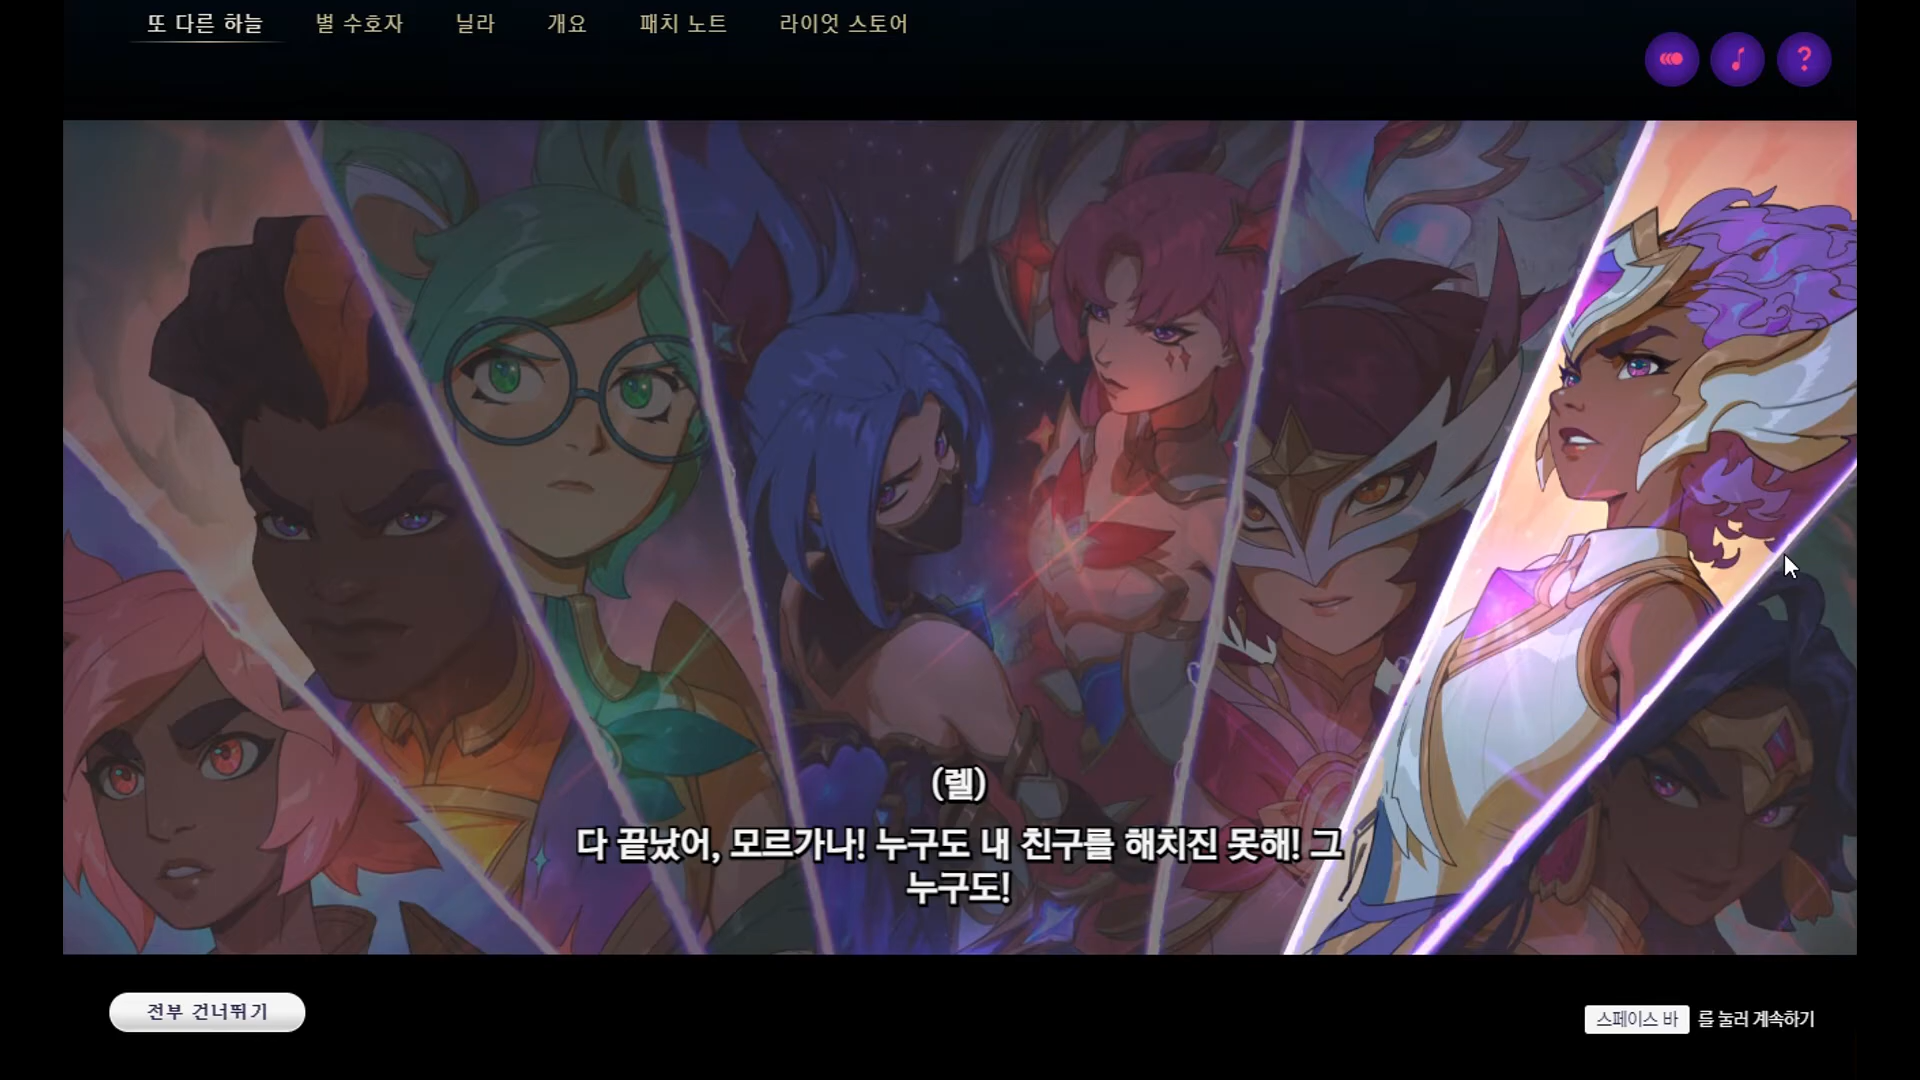 또 다른 하늘 별 수호자 닐라 개요 패치 노트 라이엇 스토어
?
(렐)
다 끝났어, 모르가나! 누구도 내 친구를 해치진 못해! 그
누구도!
전부 건너뛰기
스페이스 바 를 눌러 계속하기